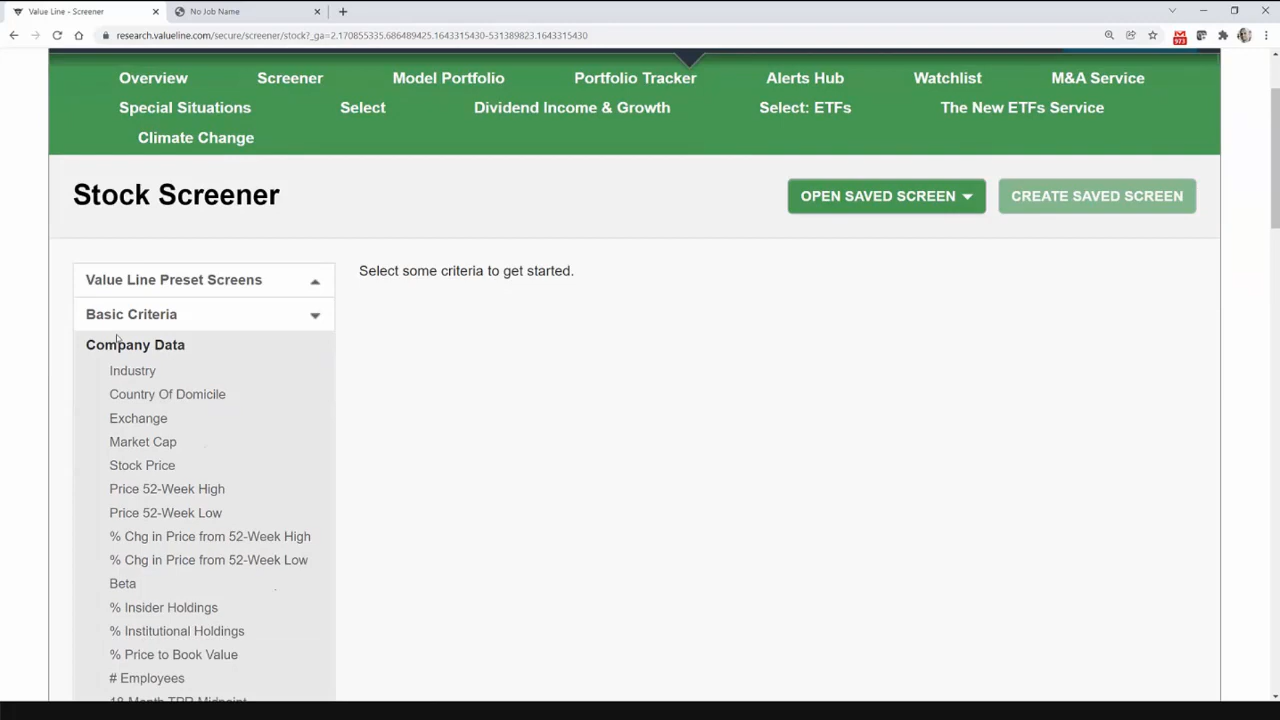 Value Line - Screener
No Job Name
research.valueline.com/secure/screener/stock?_ga=2.170855335.686489425.1643315430-531389823.1643315430
973
Overview
Screener
Model Portfolio
Portfolio Tracker
Alerts Hub
Watchlist
M&A Service
Special Situations
Select
Dividend Income & Growth
Select: ETFs
The New ETFs Service
Climate Change
Stock Screener
OPEN SAVED SCREEN
CREATE SAVED SCREEN
Value Line Preset Screens
Select some criteria to get started.
Basic Criteria
Company Data
Industry
Country Of Domicile
Exchange
Market Cap
Stock Price
Price 52-Week High
Price 52-Week Low
% Chg in Price from 52-Week High
% Chg in Price from 52-Week Low
Beta
% Insider Holdings
% Institutional Holdings
% Price to Book Value
# Employees
18-Month TPR Midpoint